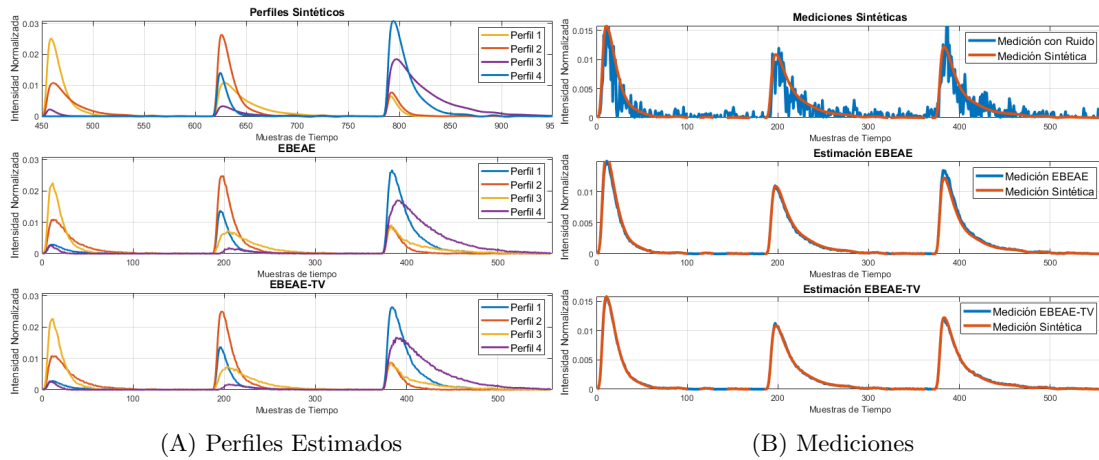 Perfiles Sintéticos
Intensidad Normalizada
0.03
0.02
0.01
0
Perfil 1
Perfil 2
Perfil 3
Perfil 4
450 500 550 600 650 700 750 800 850 900 95
Muestras de Tiempo
EBEAE
Intensidad Normalizada
0.03
0.02
0.01
0
Perfil 1
Perfil 2
Perfil 3
Perfil 4
0 100 200 300 400 500
Muestras de tiempo
EBEAE-TV
Intensidad Normalizada
0.03
0.02
0.01
0
Perfil 1
Perfil 2
Perfil 3
Perfil 4
0 100 200 300 400 500
Muestras de Tiempo
(A) Perfiles Estimados
Mediciones Sintéticas
Intensidad Normalizada
0.015
0.01
0.005
0
Medición con Ruido
Medición Sintética
0 100 200 300 400 500
Muestras de Tiempo
Estimación EBEAE
Intensidad Normalizada
0.01
0.005
0
Medición EBEAE
Medición Sintética
0 100 200 300 400 500
Muestras de Tiempo
Estimación EBEAE-TV
Intensidad Normalizada
0.015
0.01
0.005
0
Medición EBEAE-TV
Medición Sintética
0 100 200 300 400 500
Muestras de Tiempo
(B) Mediciones